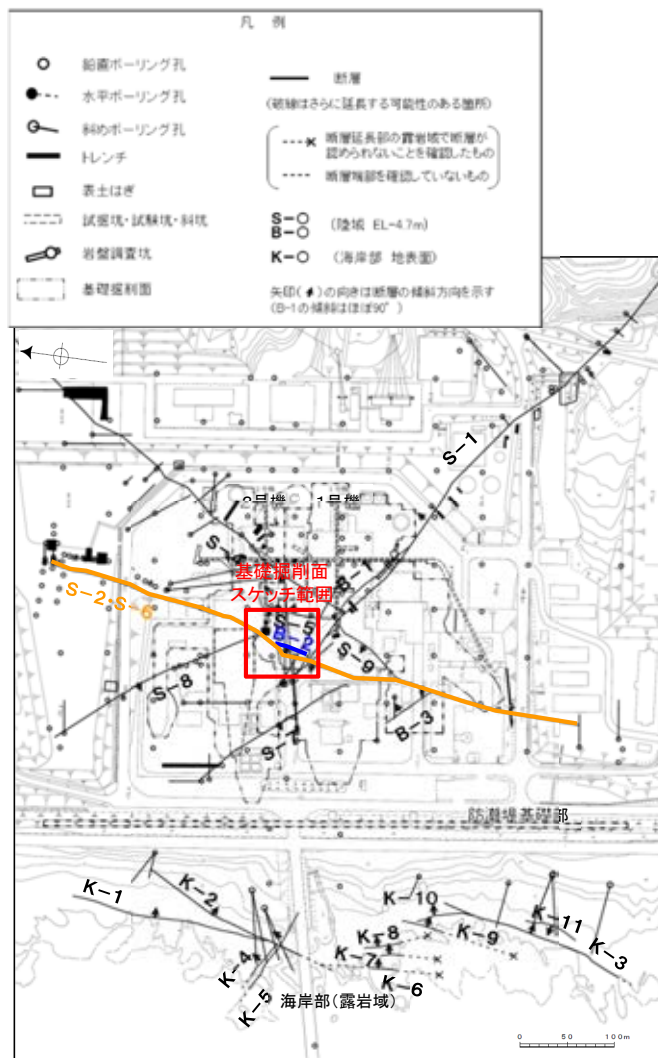 凡 例
鉛直ボーリング孔
水平ボーリング孔
斜めボーリング孔
トレンチ
表土はぎ
試掘坑・試験坑・斜坑
岩盤調査坑
基礎掘削面
断層
(破線はさらに延長する可能性のある箇所)
断層延長部の露岩域で断層が
認められないことを確認したもの
断層端部を確認していないもの
S-○
B-○
(陸域 EL-4.7m)
K-○
(海岸部 地表面)
矢印( )の向きは断層の傾斜方向を示す
(B-1の傾斜はほぼ90°)
S-1
2号機
1号機
S-2・S-6
基礎掘削面
スケッチ範囲
B-1
S-5
B-2
S-9
S-8
S-7
B-3
防潮堤基礎部
K-1
K-2
K-10
K-11
K-8
K-9
K-7
K-3
K-4
K-6
K-5
海岸部(露岩域)
0 50 100m